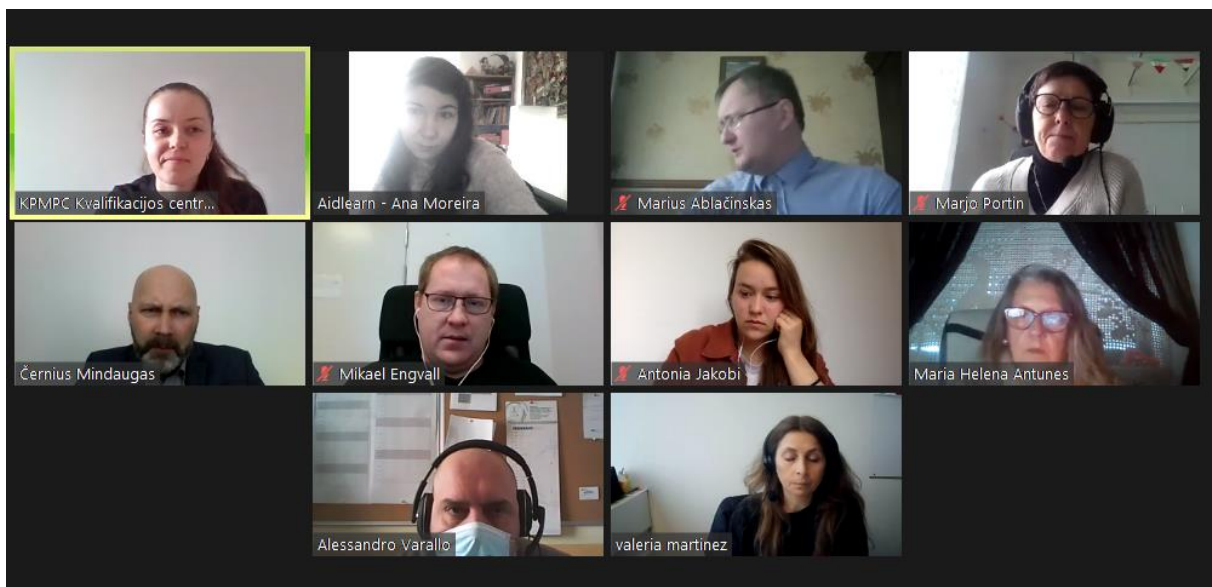 KPMPC Kvalifikacijos centr...
Aidlearn - Ana Moreira
Marius Ablačinskas
Marjo Portin
Černius Mindaugas
Mikael Engvall
Antonia Jakobi
Maria Helena Antunes
Alessandro Varallo
valeria martinez